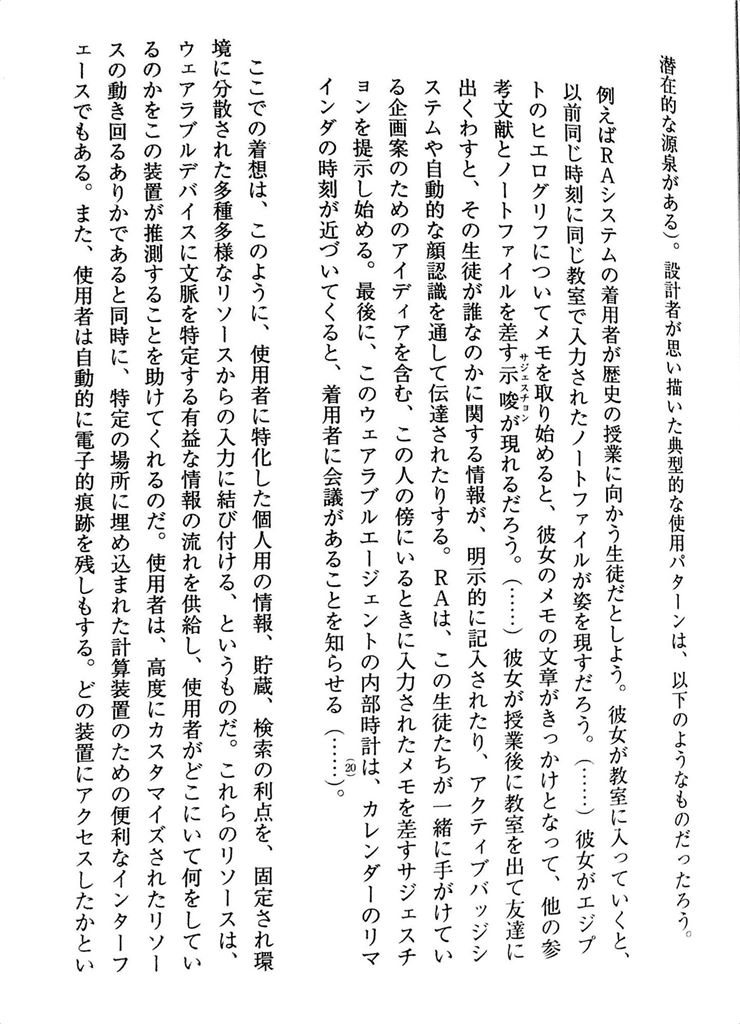 潜在的な源泉がある)。設計者が思い描いた典型的な使用パターンは、以下のようなものだったろう。
例えばRAシステムの着用者が歴史の授業に向かう生徒だとしよう。彼女が教室に入っていくと、
以前同じ時刻に同じ教室で入力されたノートファイルが姿を現すだろう。(……)彼女がエジプ
トのヒエログリフについてメモを取り始めると、彼女のメモの文章がきっかけとなって、他の参
考文献とノートファイルを差す示唆サジェスチョンが現れるだろう。(……)彼女が授業後に教室を出て友達に
出くわすと、その生徒が誰なのかに関する情報が、明示的に記入されたり、アクティブバッジシ
ステムや自動的な顔認識を通して伝達されたりする。RAは、この生徒たちが一緒に手がけてい
る企画案のためのアイディアを含む、この人の傍にいるときに入力されたメモを差すサジェスチ
ョンを提示し始める。最後に、このウェアラブルエージェントの内部時計は、カレンダーのリマ
インダの時刻が近づいてくると、着用者に会議があることを知らせる(……)(20)。
ここでの着想は、このように、使用者に特化した個人用の情報、貯蔵、検索の利点を、固定され環
境に分散された多種多様なリソースからの入力に結び付ける、というものだ。これらのリソースは、
ウェアラブルデバイスに文脈を特定する有益な情報の流れを供給し、使用者がどこにいて何をしてい
るのかをこの装置が推測することを助けてくれるのだ。使用者は、高度にカスタマイズされたリソー
スの動き回るありかであると同時に、特定の場所に埋め込まれた計算装置のための便利なインターフ
ェースでもある。また、使用者は自動的に電子的痕跡を残しもする。どの装置にアクセスしたかとい